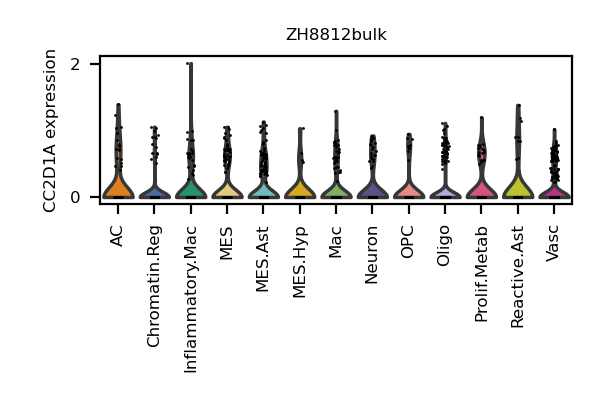 ZH8812bulk
CC2D1A expression
2
0
AC
Chromatin.Reg
Inflammatory.Mac
MES
MES.Ast
MES.Hyp
Mac
Neuron
OPC
Oligo
Prolif.Metab
Reactive.Ast
Vasc